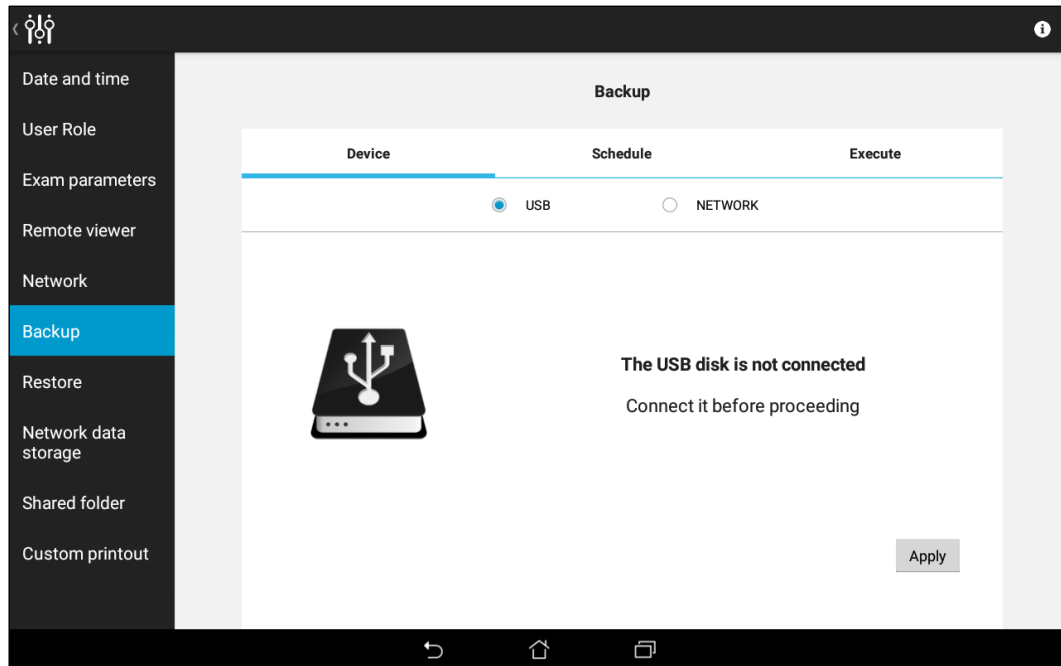 Date and time
User Role
Exam parameters
Remote viewer
Network
Backup
Restore
Network data
storage
Shared folder
Custom printout
Backup
Device Schedule Execute
USB NETWORK
The USB disk is not connected
Connect it before proceeding
Apply